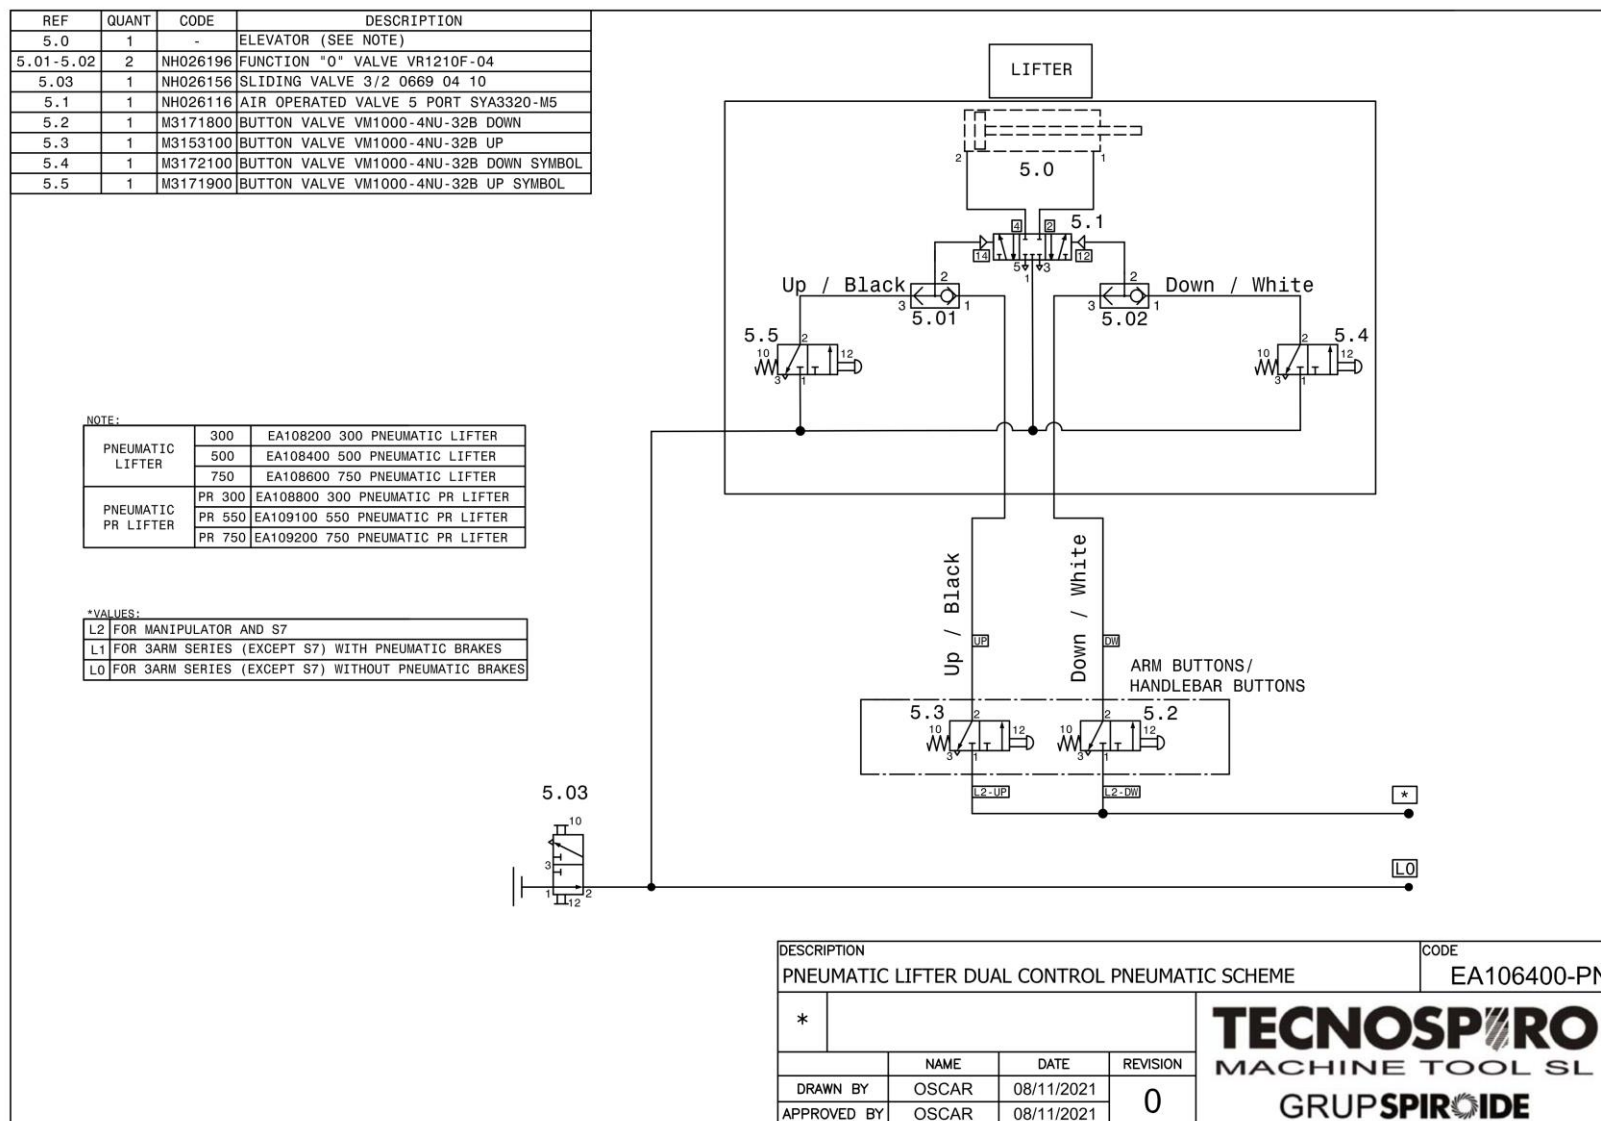 REF QUANT CODE DESCRIPTION
5.0 1 - ELEVATOR (SEE NOTE)
5.01-5.02 2 NH026196 FUNCTION "O" VALVE VR1210F-04
5.03 1 NH026156 SLIDING VALVE 3/2 0669 04 10
5.1 1 NH026116 AIR OPERATED VALVE 5 PORT SYA3320-M5
5.2 1 M3171800 BUTTON VALVE VM1000-4NU-32B DOWN
5.3 1 M3153100 BUTTON VALVE VM1000-4NU-32B UP
5.4 1 M3172100 BUTTON VALVE VM1000-4NU-32B DOWN SYMBOL
5.5 1 M3171900 BUTTON VALVE VM1000-4NU-32B UP SYMBOL
LIFTER
2 1
5.0
4 2 5.1
14 12
5 1 3
Up / Black 2
3 1
5.01
2 Down / White
3 1
5.02
5.5 2
10 12
3 1
2 5.4
10 12
3 1
NOTE:
PNEUMATIC LIFTER
300 EA108200 300 PNEUMATIC LIFTER
500 EA108400 500 PNEUMATIC LIFTER
750 EA108600 750 PNEUMATIC LIFTER
PNEUMATIC PR LIFTER
PR 300 EA108800 300 PNEUMATIC PR LIFTER
PR 550 EA109100 550 PNEUMATIC PR LIFTER
PR 750 EA109200 750 PNEUMATIC PR LIFTER
*VALUES:
L2 FOR MANIPULATOR AND S7
L1 FOR 3ARM SERIES (EXCEPT S7) WITH PNEUMATIC BRAKES
L0 FOR 3ARM SERIES (EXCEPT S7) WITHOUT PNEUMATIC BRAKES
Up / Black
UP
Down / White
DW
ARM BUTTONS/
HANDLEBAR BUTTONS
5.3 2
10 12
3 1
2 5.2
10 12
3 1
L2-UP
L2-DW
*
5.03
10
3
1 2
12
L0
DESCRIPTION
PNEUMATIC LIFTER DUAL CONTROL PNEUMATIC SCHEME
CODE
EA106400-PN
*
NAME DATE REVISION
DRAWN BY OSCAR 08/11/2021
APPROVED BY OSCAR 08/11/2021
0
TECNOSPIRO
MACHINE TOOL SL
GRUPSPIROIDE